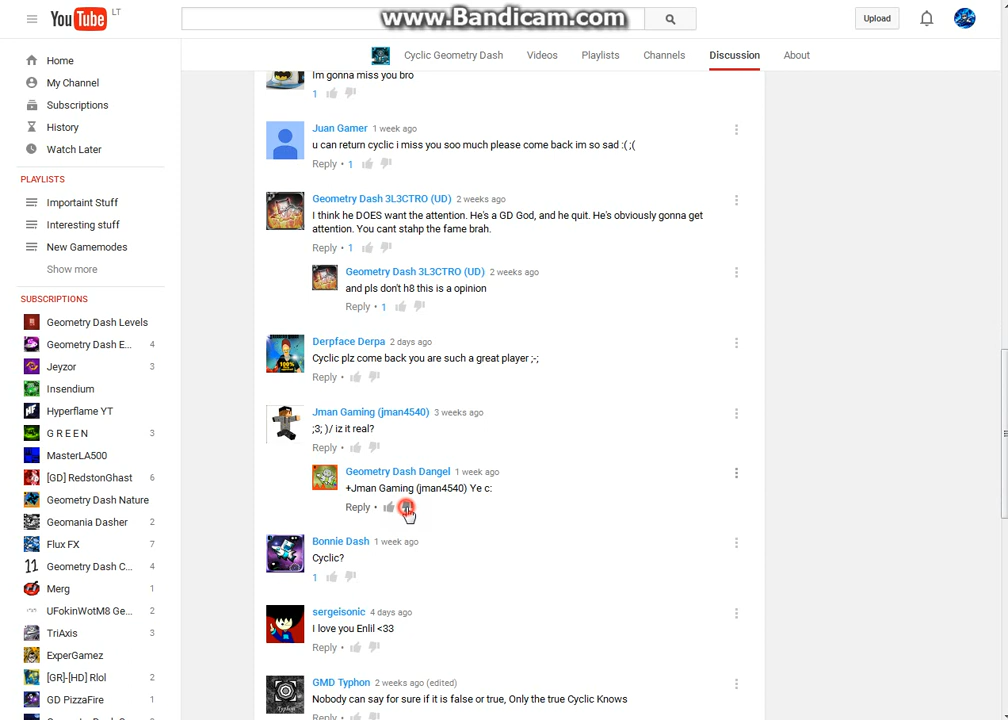 www.Bandicam.com
YouTube LT
Upload
Cyclic Geometry Dash Videos Playlists Channels Discussion About
Home
My Channel
Subscriptions
History
Watch Later
PLAYLISTS
Importaint Stuff
Interesting stuff
New Gamemodes
Show more
SUBSCRIPTIONS
Geometry Dash Levels
Geometry Dash E... 4
Jeyzor 3
Insendium
Hyperflame YT
G R E E N 3
MasterLA500
[GD] RedstonGhast 6
Geometry Dash Nature
Geomania Dasher 2
Flux FX 7
Geometry Dash C... 4
Merg 1
UFokinWotM8 Ge... 2
TriAxis 3
ExperGamez
[GR]-[HD] Rlol 2
GD PizzaFire 1
Im gonna miss you bro
1
Juan Gamer 1 week ago
u can return cyclic i miss you soo much please come back im so sad :( ;(
Reply • 1
Geometry Dash 3L3CTRO (UD) 2 weeks ago
I think he DOES want the attention. He's a GD God, and he quit. He's obviously gonna get
attention. You cant stahp the fame brah.
Reply • 1
Geometry Dash 3L3CTRO (UD) 2 weeks ago
and pls don't h8 this is a opinion
Reply • 1
Derpface Derpa 2 days ago
Cyclic plz come back you are such a great player ;-;
Reply •
Jman Gaming (jman4540) 3 weeks ago
;3; )/ iz it real?
Reply •
Geometry Dash Dangel 1 week ago
+Jman Gaming (jman4540) Ye c:
Reply •
Bonnie Dash 1 week ago
Cyclic?
1
sergeisonic 4 days ago
I love you Enlil <33
Reply •
GMD Typhon 2 weeks ago (edited)
Nobody can say for sure if it is false or true, Only the true Cyclic Knows
Reply •